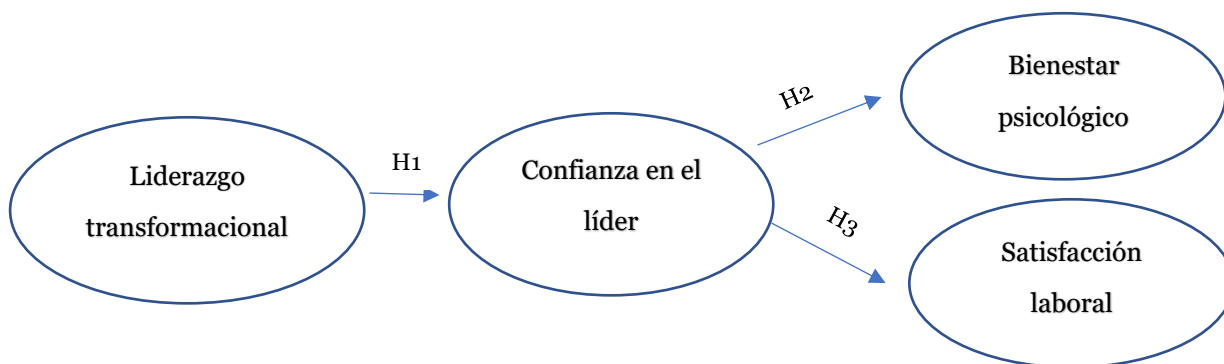 Liderazgo
transformacional
H1
Confianza en el
líder
H2
Bienestar
psicológico
H3
Satisfacción
laboral